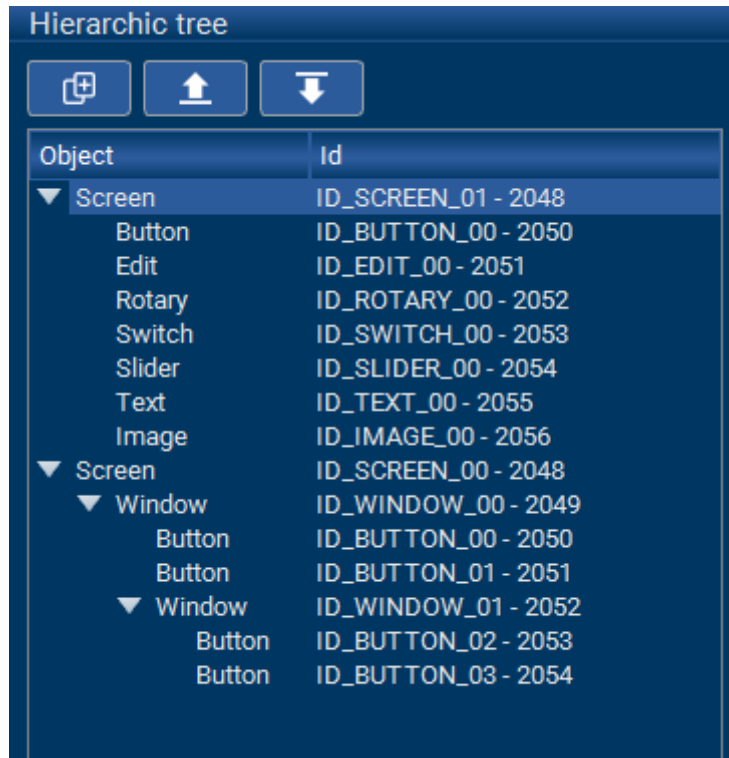 Hierarchic tree
Object Id
Screen ID_SCREEN_01 - 2048
Button ID_BUTTON_00 - 2050
Edit ID_EDIT_00 - 2051
Rotary ID_ROTARY_00 - 2052
Switch ID_SWITCH_00 - 2053
Slider ID_SLIDER_00 - 2054
Text ID_TEXT_00 - 2055
Image ID_IMAGE_00 - 2056
Screen ID_SCREEN_00 - 2048
Window ID_WINDOW_00 - 2049
Button ID_BUTTON_00 - 2050
Button ID_BUTTON_01 - 2051
Window ID_WINDOW_01 - 2052
Button ID_BUTTON_02 - 2053
Button ID_BUTTON_03 - 2054